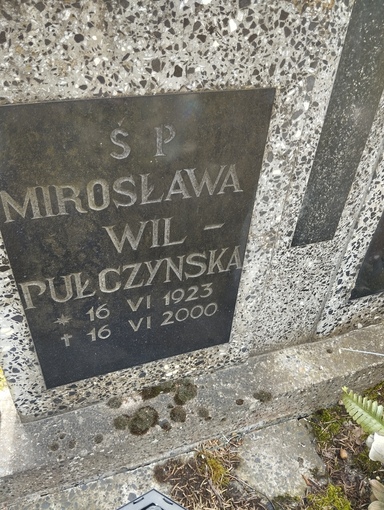 Ś P
MIROSŁAWA
WIL –
PUŁCZYNSKA
* 16 VI 1923
† 16 VI 2000